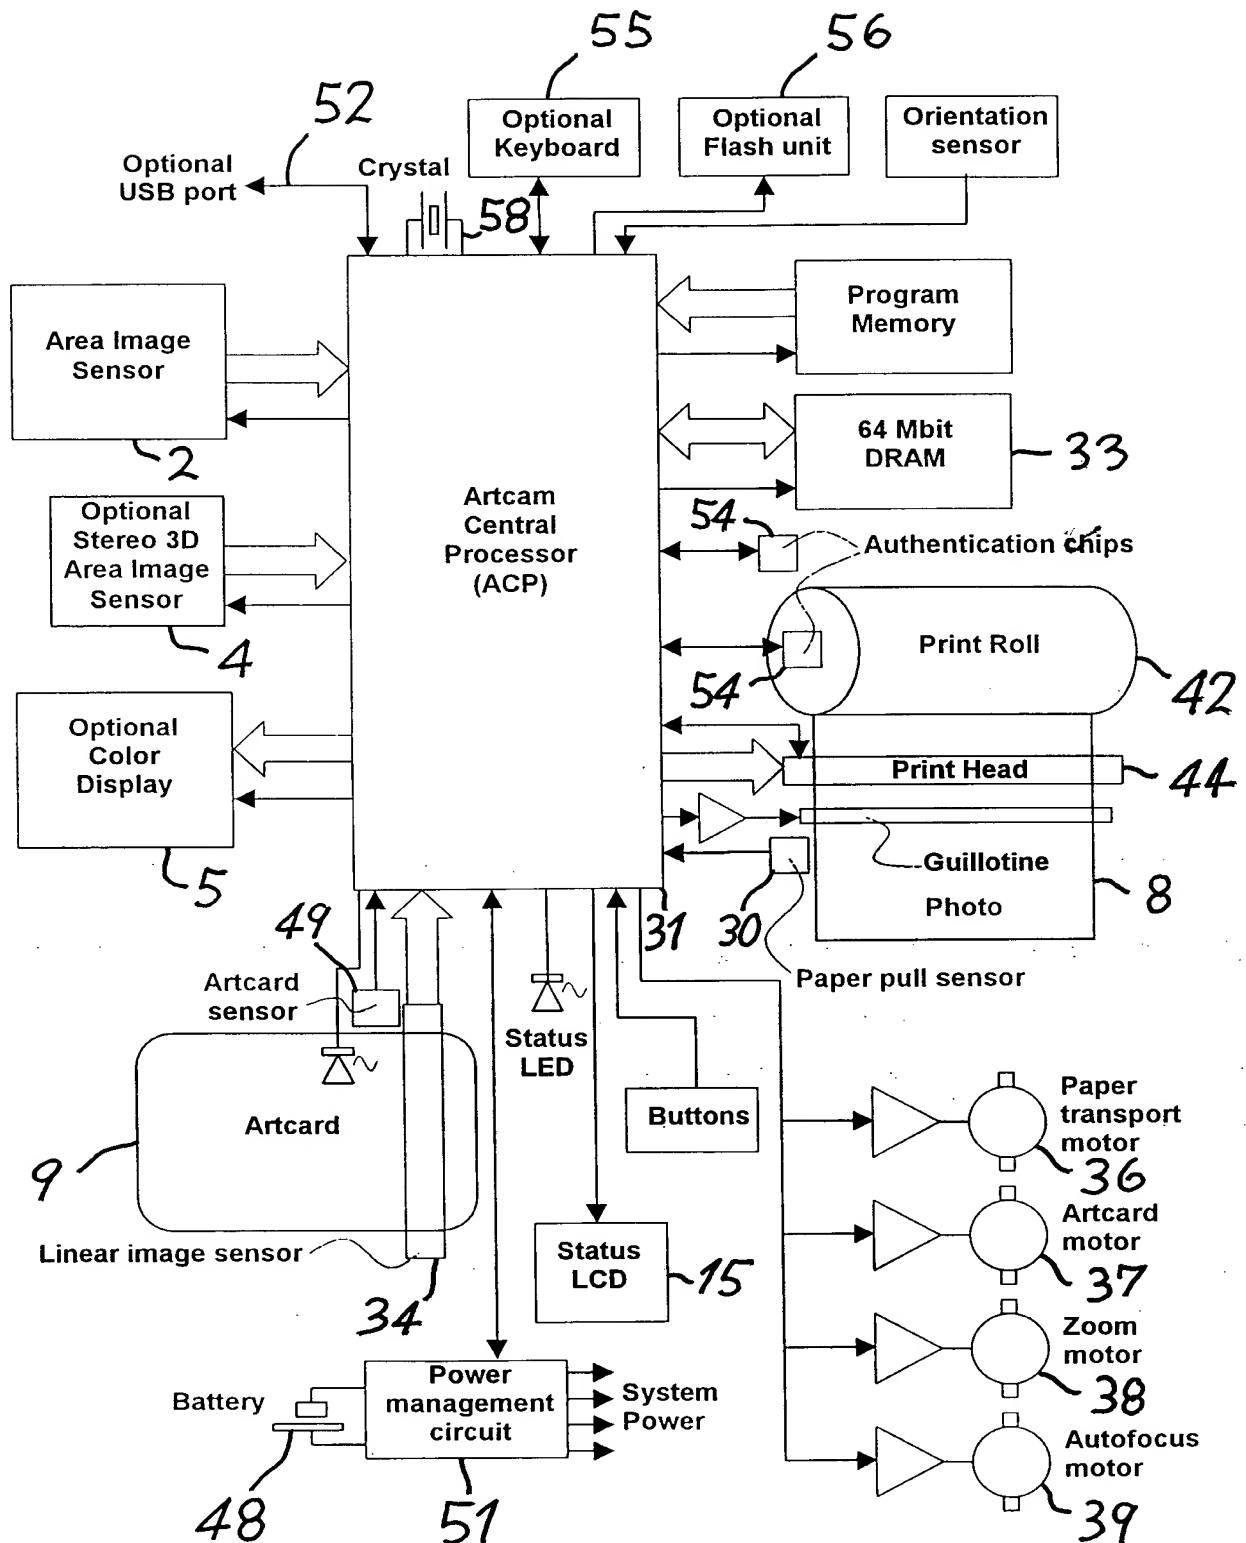 55
56
52
Optional
Keyboard
Optional
Flash unit
Orientation
sensor
Optional
USB port
Crystal
58
Area Image
Sensor
2
Program
Memory
64 Mbit
DRAM
33
Optional
Stereo 3D
Area Image
Sensor
4
Artcam
Central
Processor
(ACP)
54
Authentication chips
Print Roll
54
42
Optional
Color
Display
5
Print Head
44
Guillotine
8
Photo
31
30
Paper pull sensor
49
Artcard
sensor
Status
LED
Artcard
9
Buttons
Linear image sensor
34
Status
LCD
15
Paper
transport
motor
36
Artcard
motor
37
Zoom
motor
38
Autofocus
motor
39
Battery
48
Power
management
circuit
51
System
Power